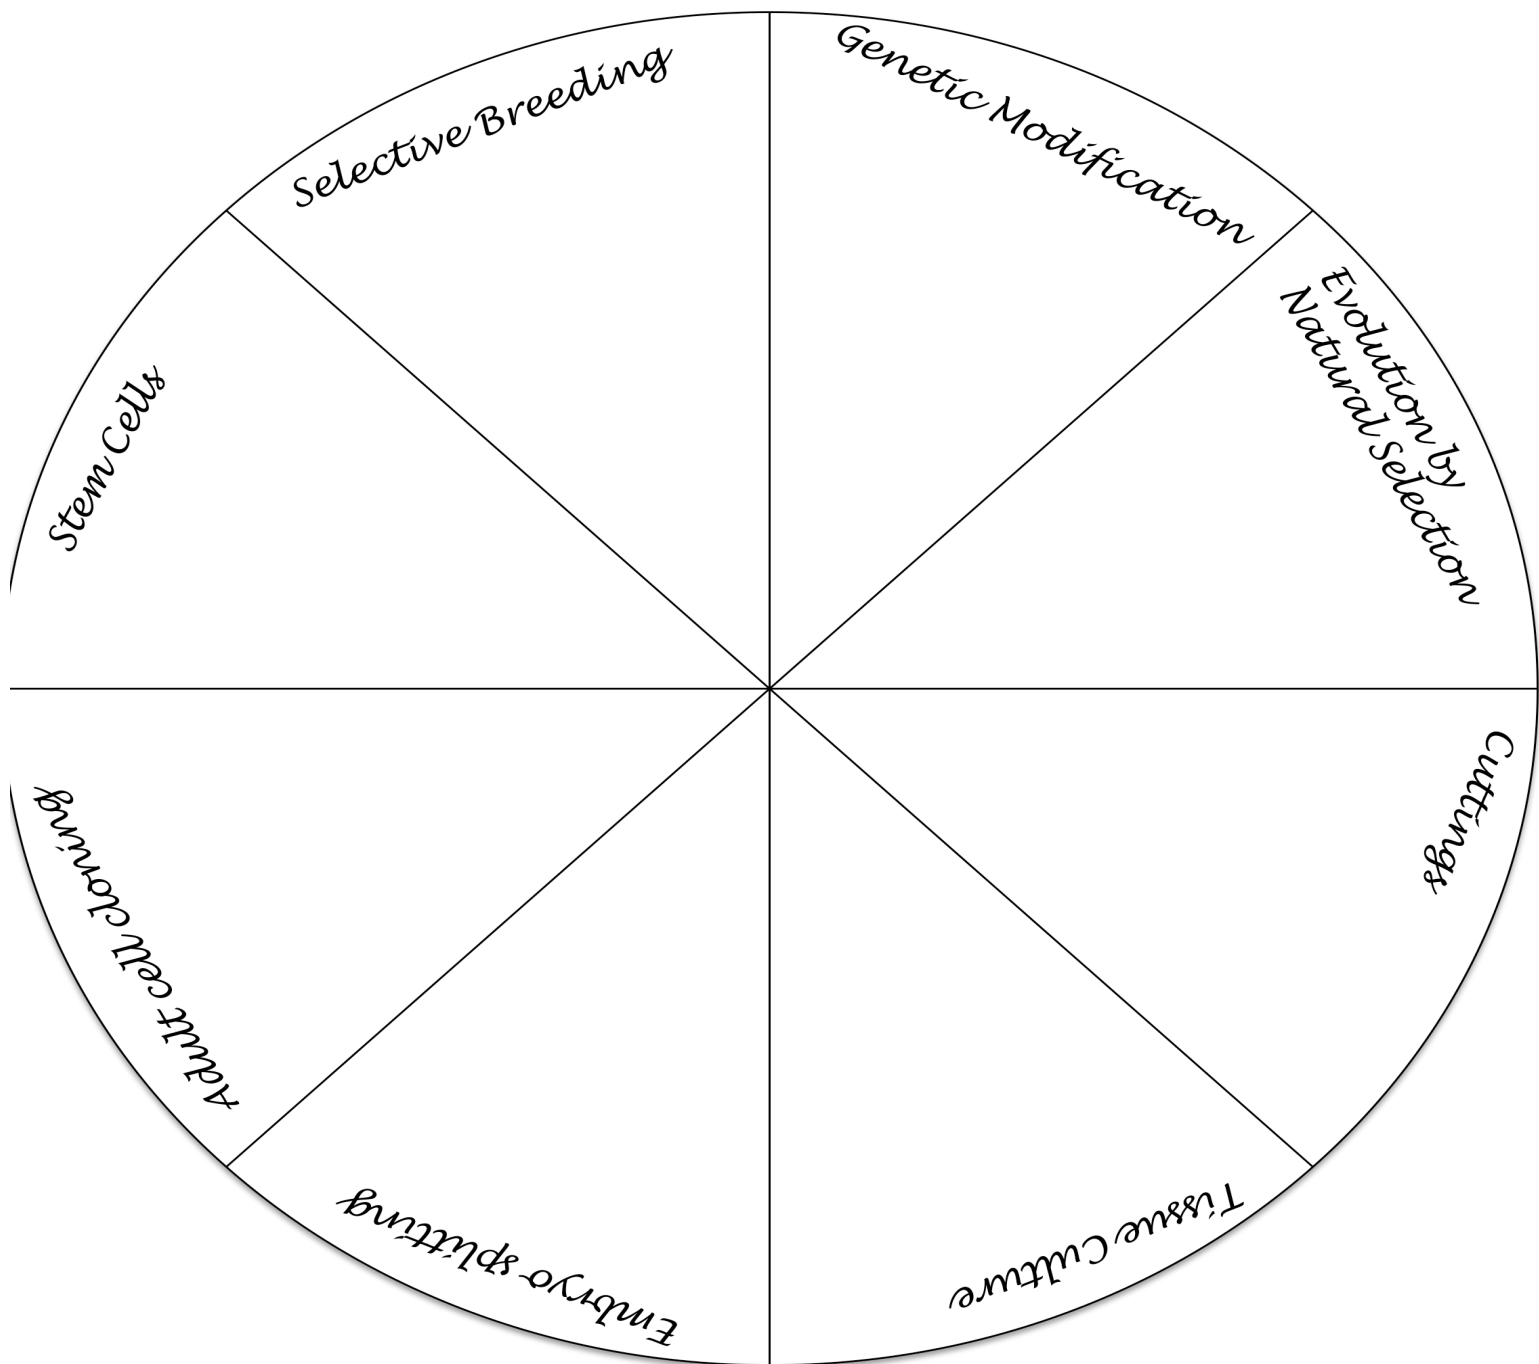 Genetic Modification
Evolution by
Natural Selection
Cuttings
Tissue Culture
Embryo splitting
Adult cell cloning
Stem Cells
Selective Breeding